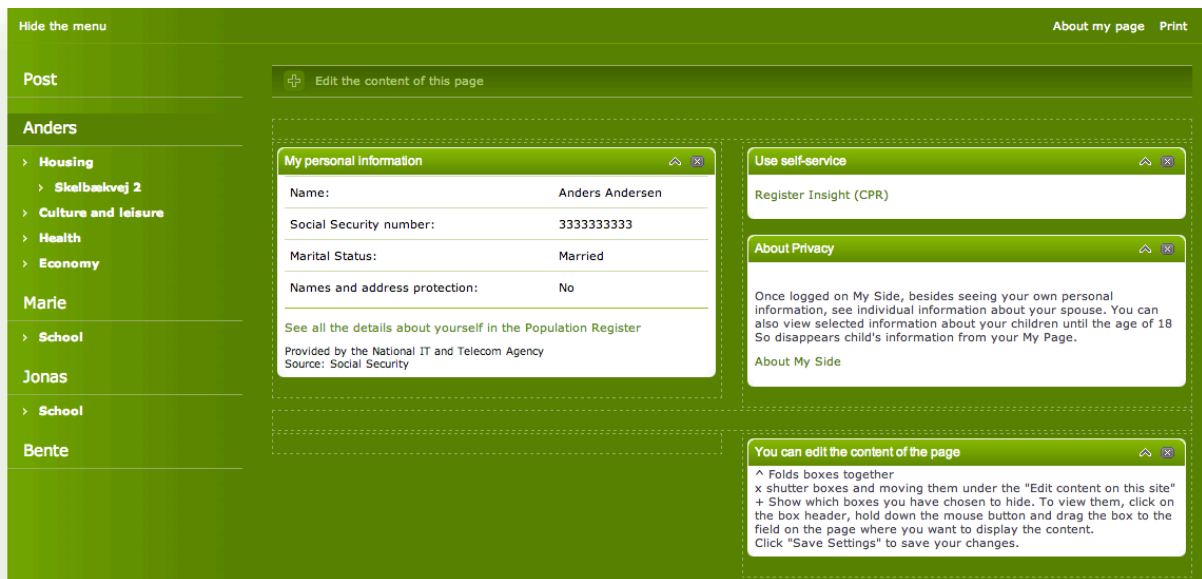 Hide the menu
About my page Print
Post
Anders
› Housing
› Skelbækvej 2
› Culture and leisure
› Health
› Economy
Marie
› School
Jonas
› School
Bente
Edit the content of this page
My personal information
Name: Anders Andersen
Social Security number: 3333333333
Marital Status: Married
Names and address protection: No
See all the details about yourself in the Population Register
Provided by the National IT and Telecom Agency
Source: Social Security
Use self-service
Register Insight (CPR)
About Privacy
Once logged on My Side, besides seeing your own personal
information, see individual information about your spouse. You can
also view selected information about your children until the age of 18
So disappears child's information from your My Page.
About My Side
You can edit the content of the page
^ Folds boxes together
x shutter boxes and moving them under the "Edit content on this site"
+ Show which boxes you have chosen to hide. To view them, click on
the box header, hold down the mouse button and drag the box to the
field on the page where you want to display the content.
Click "Save Settings" to save your changes.